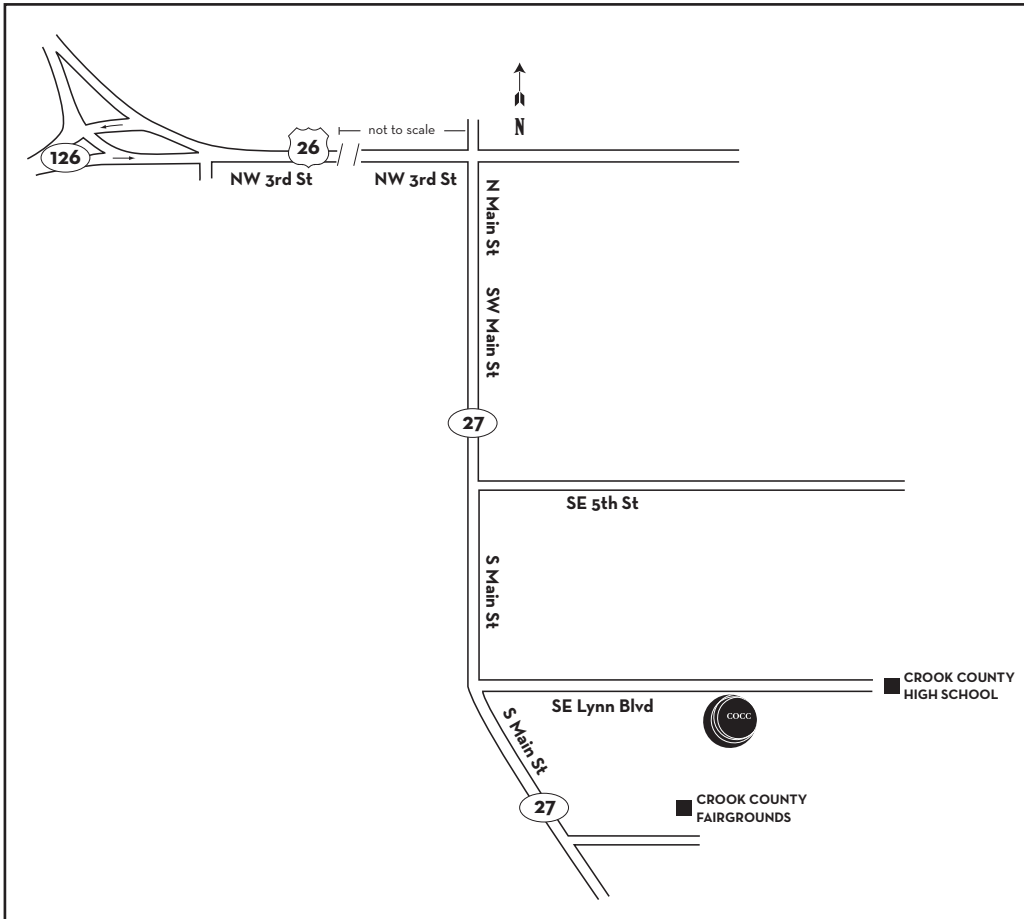 N
not to scale
26
126
NW 3rd St
NW 3rd St
N Main St
SW Main St
27
SE 5th St
S Main St
CROOK COUNTY
HIGH SCHOOL
SE Lynn Blvd
COCC
S Main St
27
CROOK COUNTY
FAIRGROUNDS